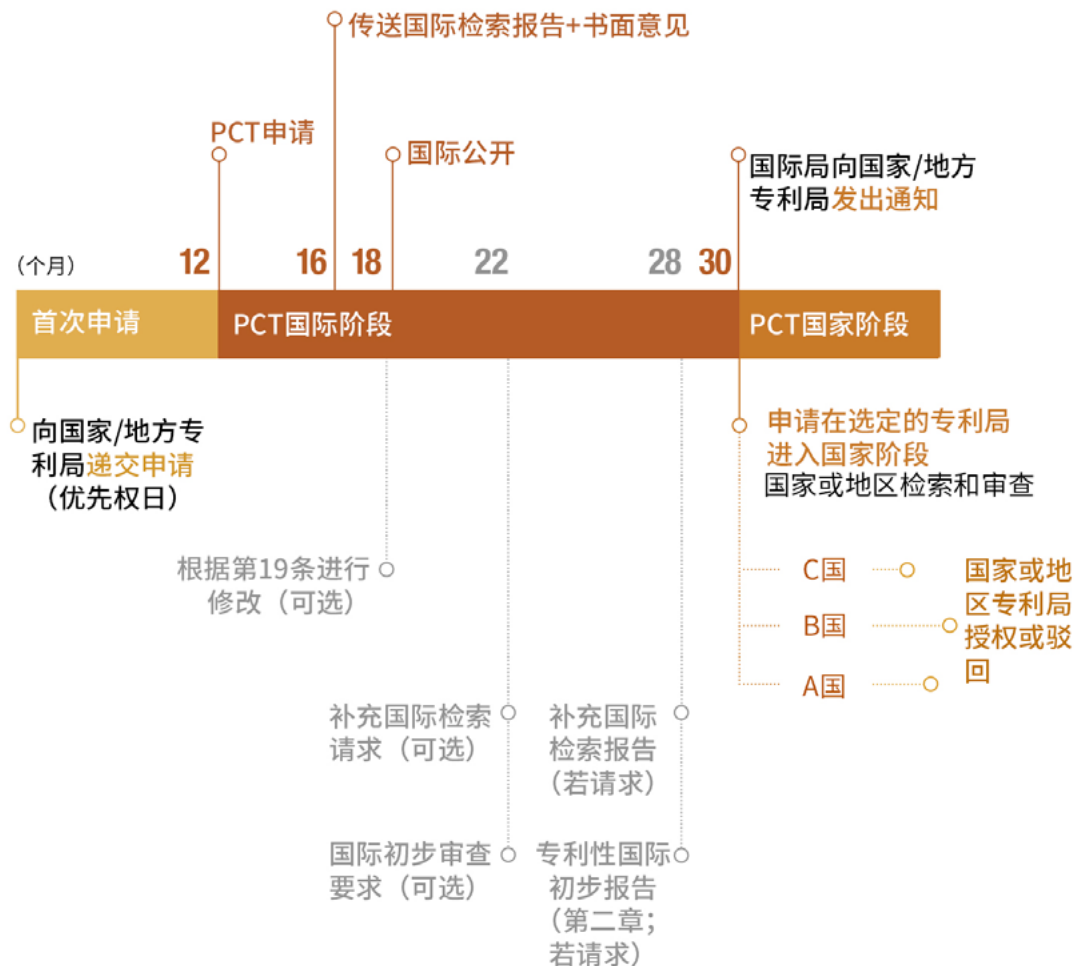 传送国际检索报告+书面意见
PCT申请
国际公开
国际局向国家/地方
专利局发出通知
（个月）
12
16
18
22
28
30
首次申请
PCT国际阶段
PCT国家阶段
向国家/地方专
利局递交申请
（优先权日）
申请在选定的专利局
进入国家阶段
国家或地区检索和审查
根据第19条进行
修改（可选）
C国
B国
A国
国家或地
区专利局
授权或驳
回
补充国际检索
请求（可选）
补充国际
检索报告
（若请求）
国际初步审查
要求（可选）
专利性国际
初步报告
（第二章；
若请求）